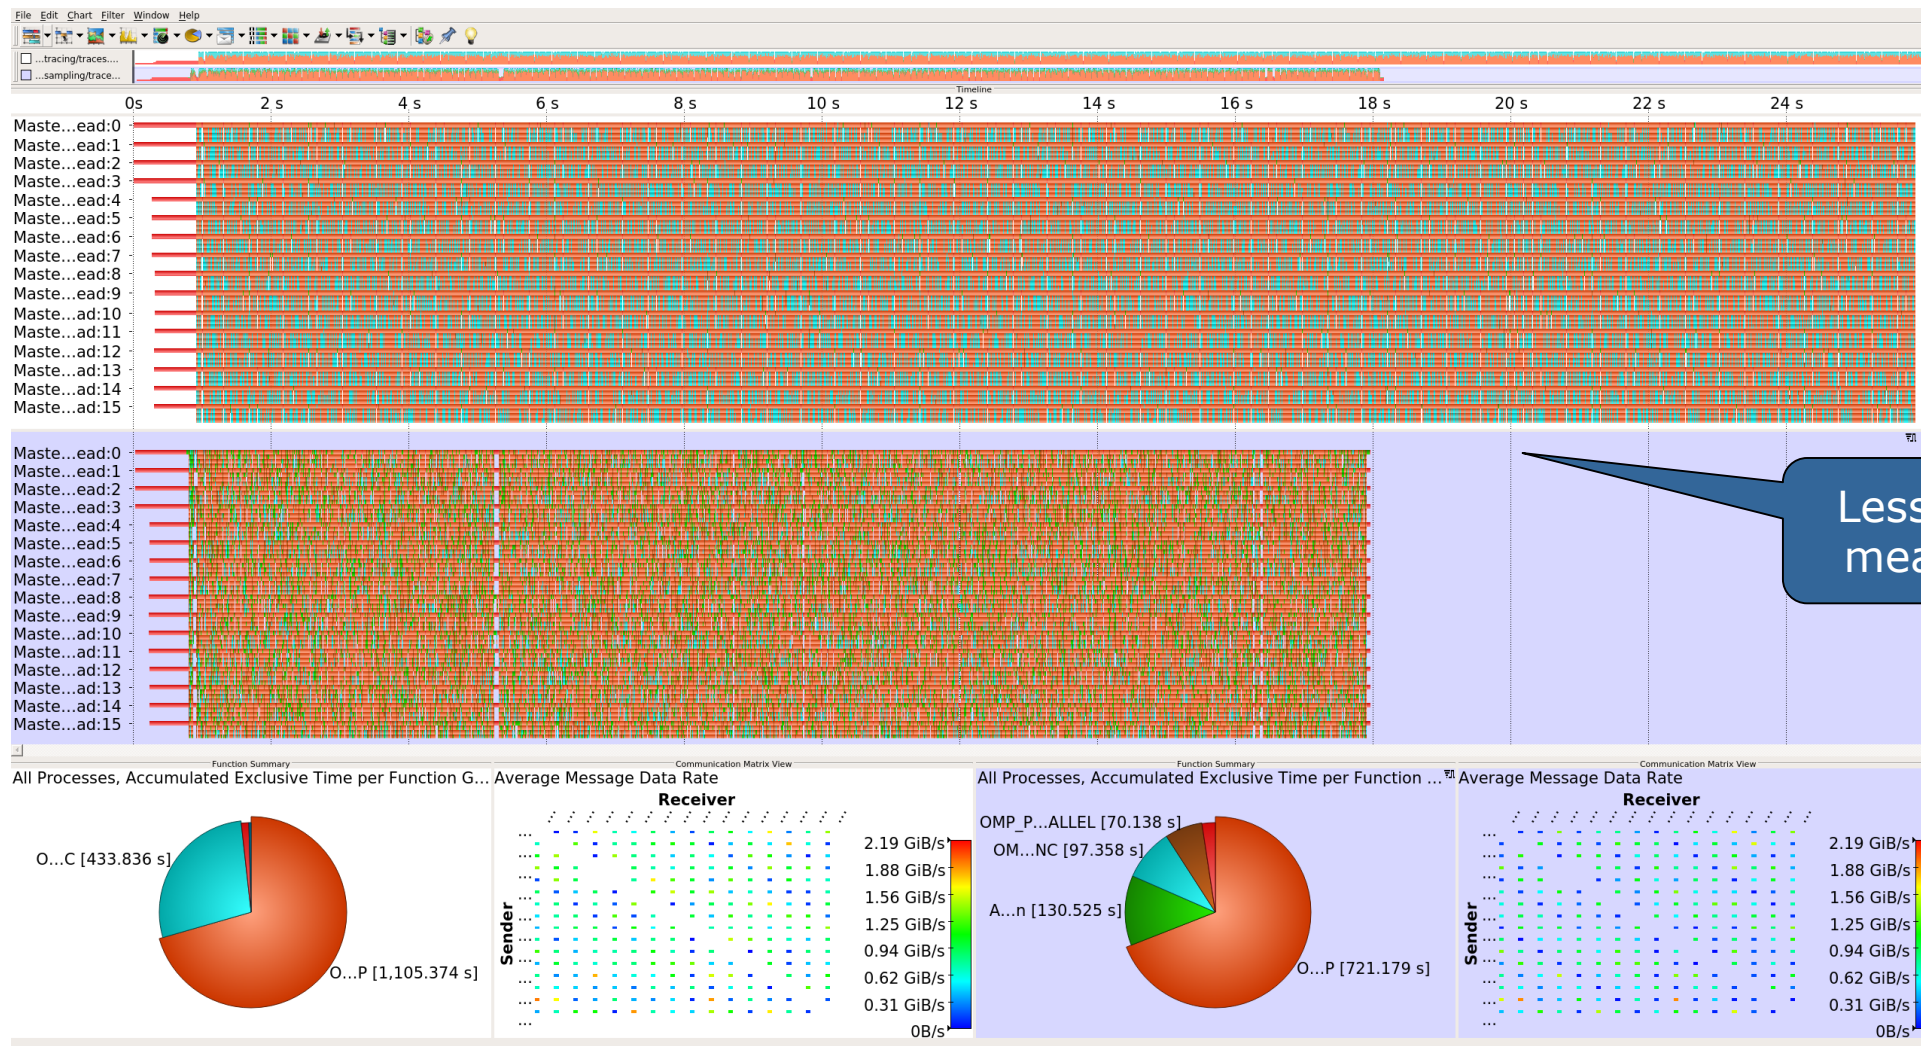 File Edit Chart Filter Window Help
...tracing/traces....
...sampling/trace...
Timeline
0s 2 s 4 s 6 s 8 s 10 s 12 s 14 s 16 s 18 s 20 s 22 s 24 s
Maste...ead:0
Maste...ead:1
Maste...ead:2
Maste...ead:3
Maste...ead:4
Maste...ead:5
Maste...ead:6
Maste...ead:7
Maste...ead:8
Maste...ead:9
Maste...ad:10
Maste...ad:11
Maste...ad:12
Maste...ad:13
Maste...ad:14
Maste...ad:15
Maste...ead:0
Maste...ead:1
Maste...ead:2
Maste...ead:3
Maste...ead:4
Maste...ead:5
Maste...ead:6
Maste...ead:7
Maste...ead:8
Maste...ead:9
Maste...ad:10
Maste...ad:11
Maste...ad:12
Maste...ad:13
Maste...ad:14
Maste...ad:15
Less
mea
Function Summary
All Processes, Accumulated Exclusive Time per Function G...
O...C [433.836 s]
O...P [1,105.374 s]
Communication Matrix View
Average Message Data Rate
Receiver
Sender
2.19 GiB/s
1.88 GiB/s
1.56 GiB/s
1.25 GiB/s
0.94 GiB/s
0.62 GiB/s
0.31 GiB/s
0B/s
Function Summary
All Processes, Accumulated Exclusive Time per Function ...
OMP_P...ALLEL [70.138 s]
OM...NC [97.358 s]
A...n [130.525 s]
O...P [721.179 s]
Communication Matrix View
Average Message Data Rate
Receiver
Sender
2.19 GiB/s
1.88 GiB/s
1.56 GiB/s
1.25 GiB/s
0.94 GiB/s
0.62 GiB/s
0.31 GiB/s
0B/s